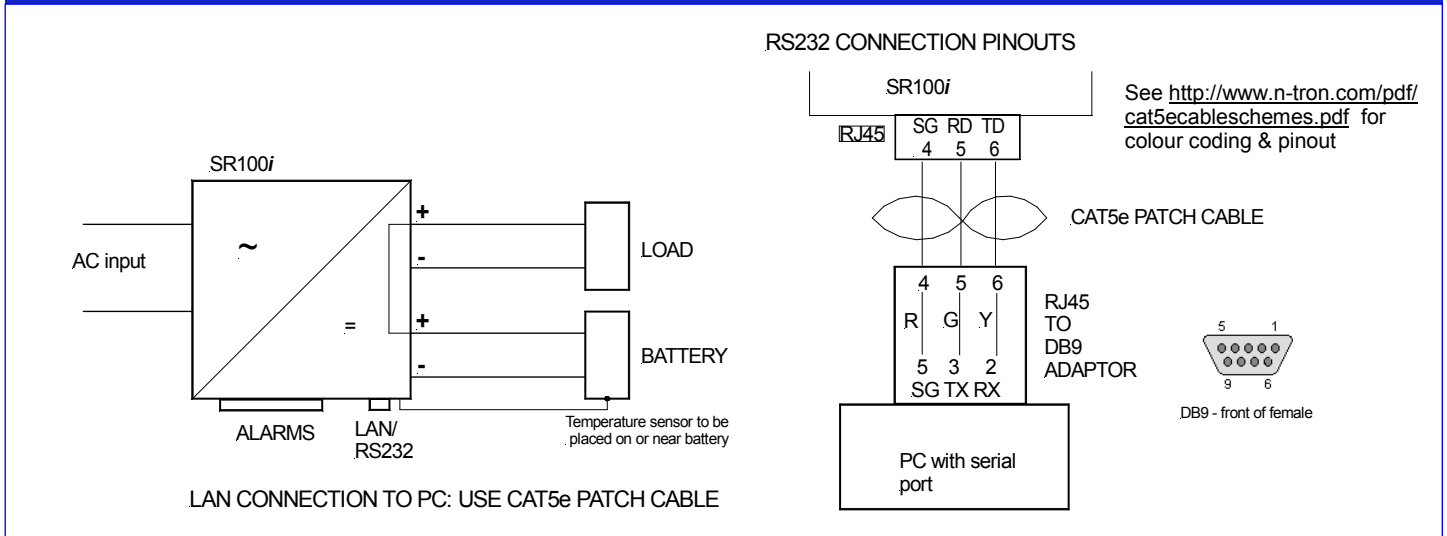 RS232 CONNECTION PINOUTS
SR100i
RJ45
SG RD TD
4 5 6
See http://www.n-tron.com/pdf/
cat5ecableschemes.pdf for
colour coding & pinout
CAT5e PATCH CABLE
4 5 6
R G Y
5 3 2
SG TX RX
RJ45
TO
DB9
ADAPTOR
PC with serial
port
5 1
9 6
DB9 - front of female
SR100i
AC input
~
=
+
-
LOAD
+
-
BATTERY
ALARMS
LAN/
RS232
Temperature sensor to be
placed on or near battery
LAN CONNECTION TO PC: USE CAT5e PATCH CABLE